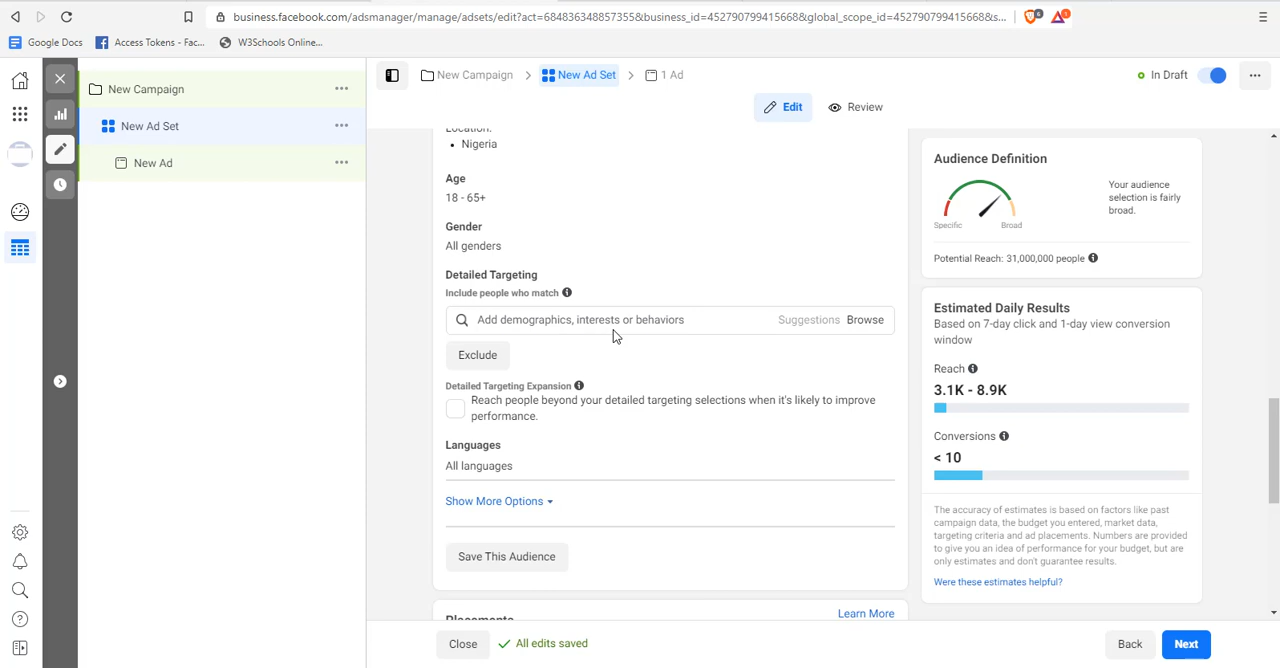 business.facebook.com/adsmanager/manage/adsets/edit?act=684836348857355&business_id=452790799415668&global_scope_id=452790799415668&s...
6
1
Google Docs
Access Tokens - Fac...
W3Schools Online...
New Campaign
New Ad Set
New Ad
New Campaign
New Ad Set
1 Ad
In Draft
Edit
Review
Location:
Nigeria
Age
18 - 65+
Gender
All genders
Detailed Targeting
Include people who match
Add demographics, interests or behaviors
Suggestions
Browse
Exclude
Detailed Targeting Expansion
Reach people beyond your detailed targeting selections when it's likely to improve
performance.
Languages
All languages
Show More Options
Save This Audience
Placements
Learn More
Close
All edits saved
Back
Next
Audience Definition
Specific
Broad
Your audience
selection is fairly
broad.
Potential Reach: 31,000,000 people
Estimated Daily Results
Based on 7-day click and 1-day view conversion
window
Reach
3.1K - 8.9K
Conversions
< 10
The accuracy of estimates is based on factors like past
campaign data, the budget you entered, market data,
targeting criteria and ad placements. Numbers are provided
to give you an idea of performance for your budget, but are
only estimates and don't guarantee results.
Were these estimates helpful?